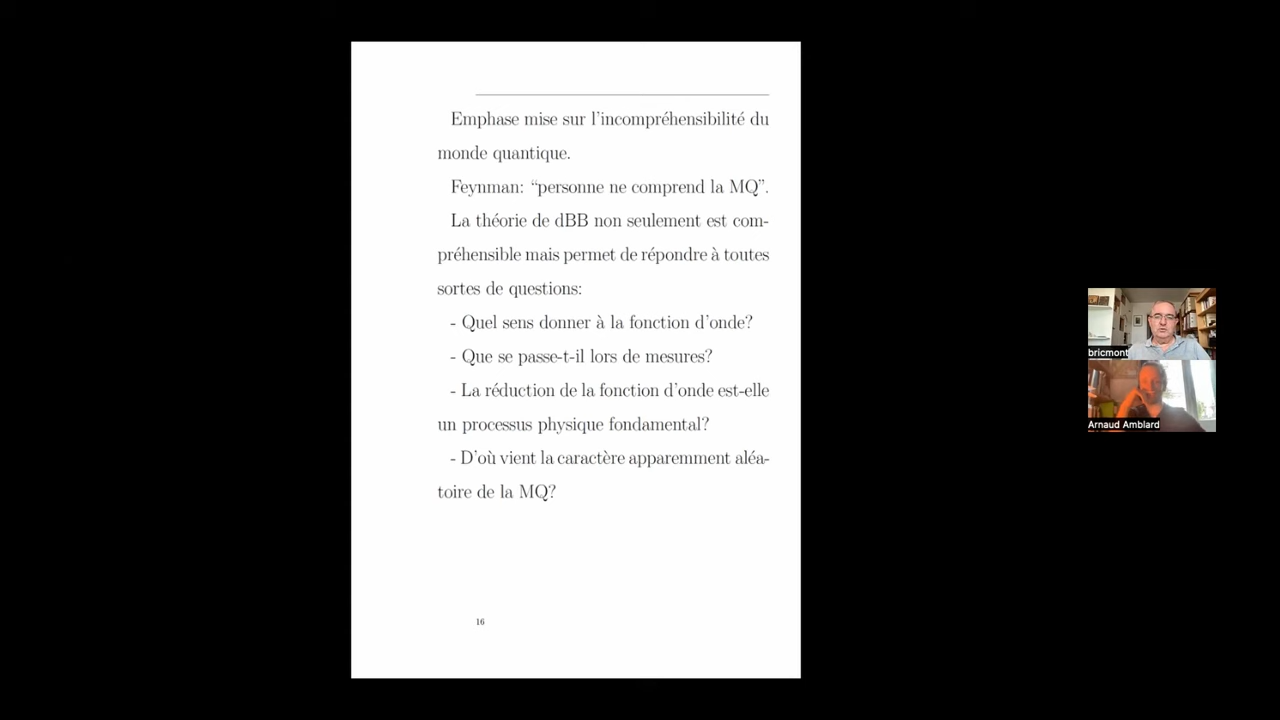 Emphase mise sur l'incompréhensibilité du
monde quantique.
Feynman: “personne ne comprend la MQ”.
La théorie de dBB non seulement est com-
préhensible mais permet de répondre à toutes
sortes de questions:
- Quel sens donner à la fonction d'onde?
- Que se passe-t-il lors de mesures?
- La réduction de la fonction d'onde est-elle
un processus physique fondamental?
- D'où vient la caractère apparemment aléa-
toire de la MQ?
16
bricmont
Arnaud Amblard